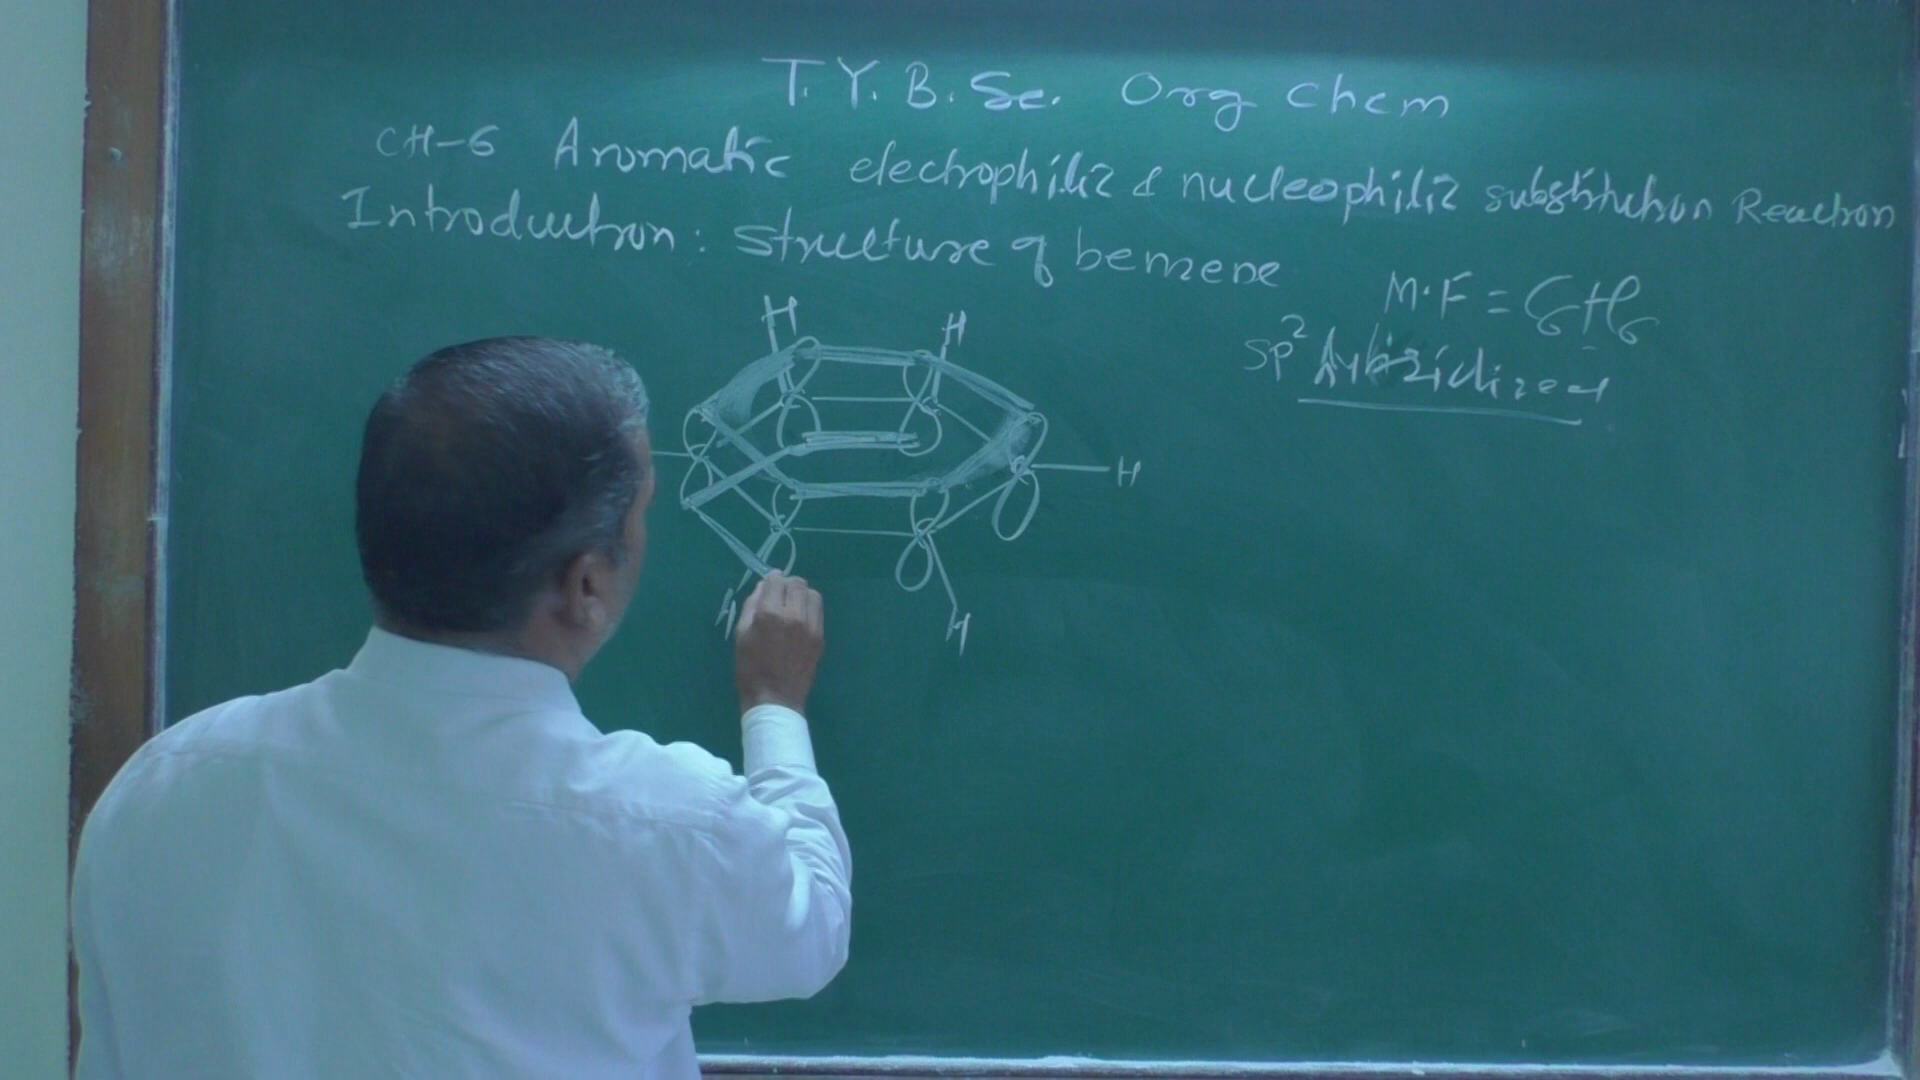 T.Y.B.Sc. Org Chem
CH-6 Aromatic electrophilic & nucleophilic substitution Reaction
Introduction: Structure of benzene
M.F = C6H6
SP2 hybridized
H H
H
H H